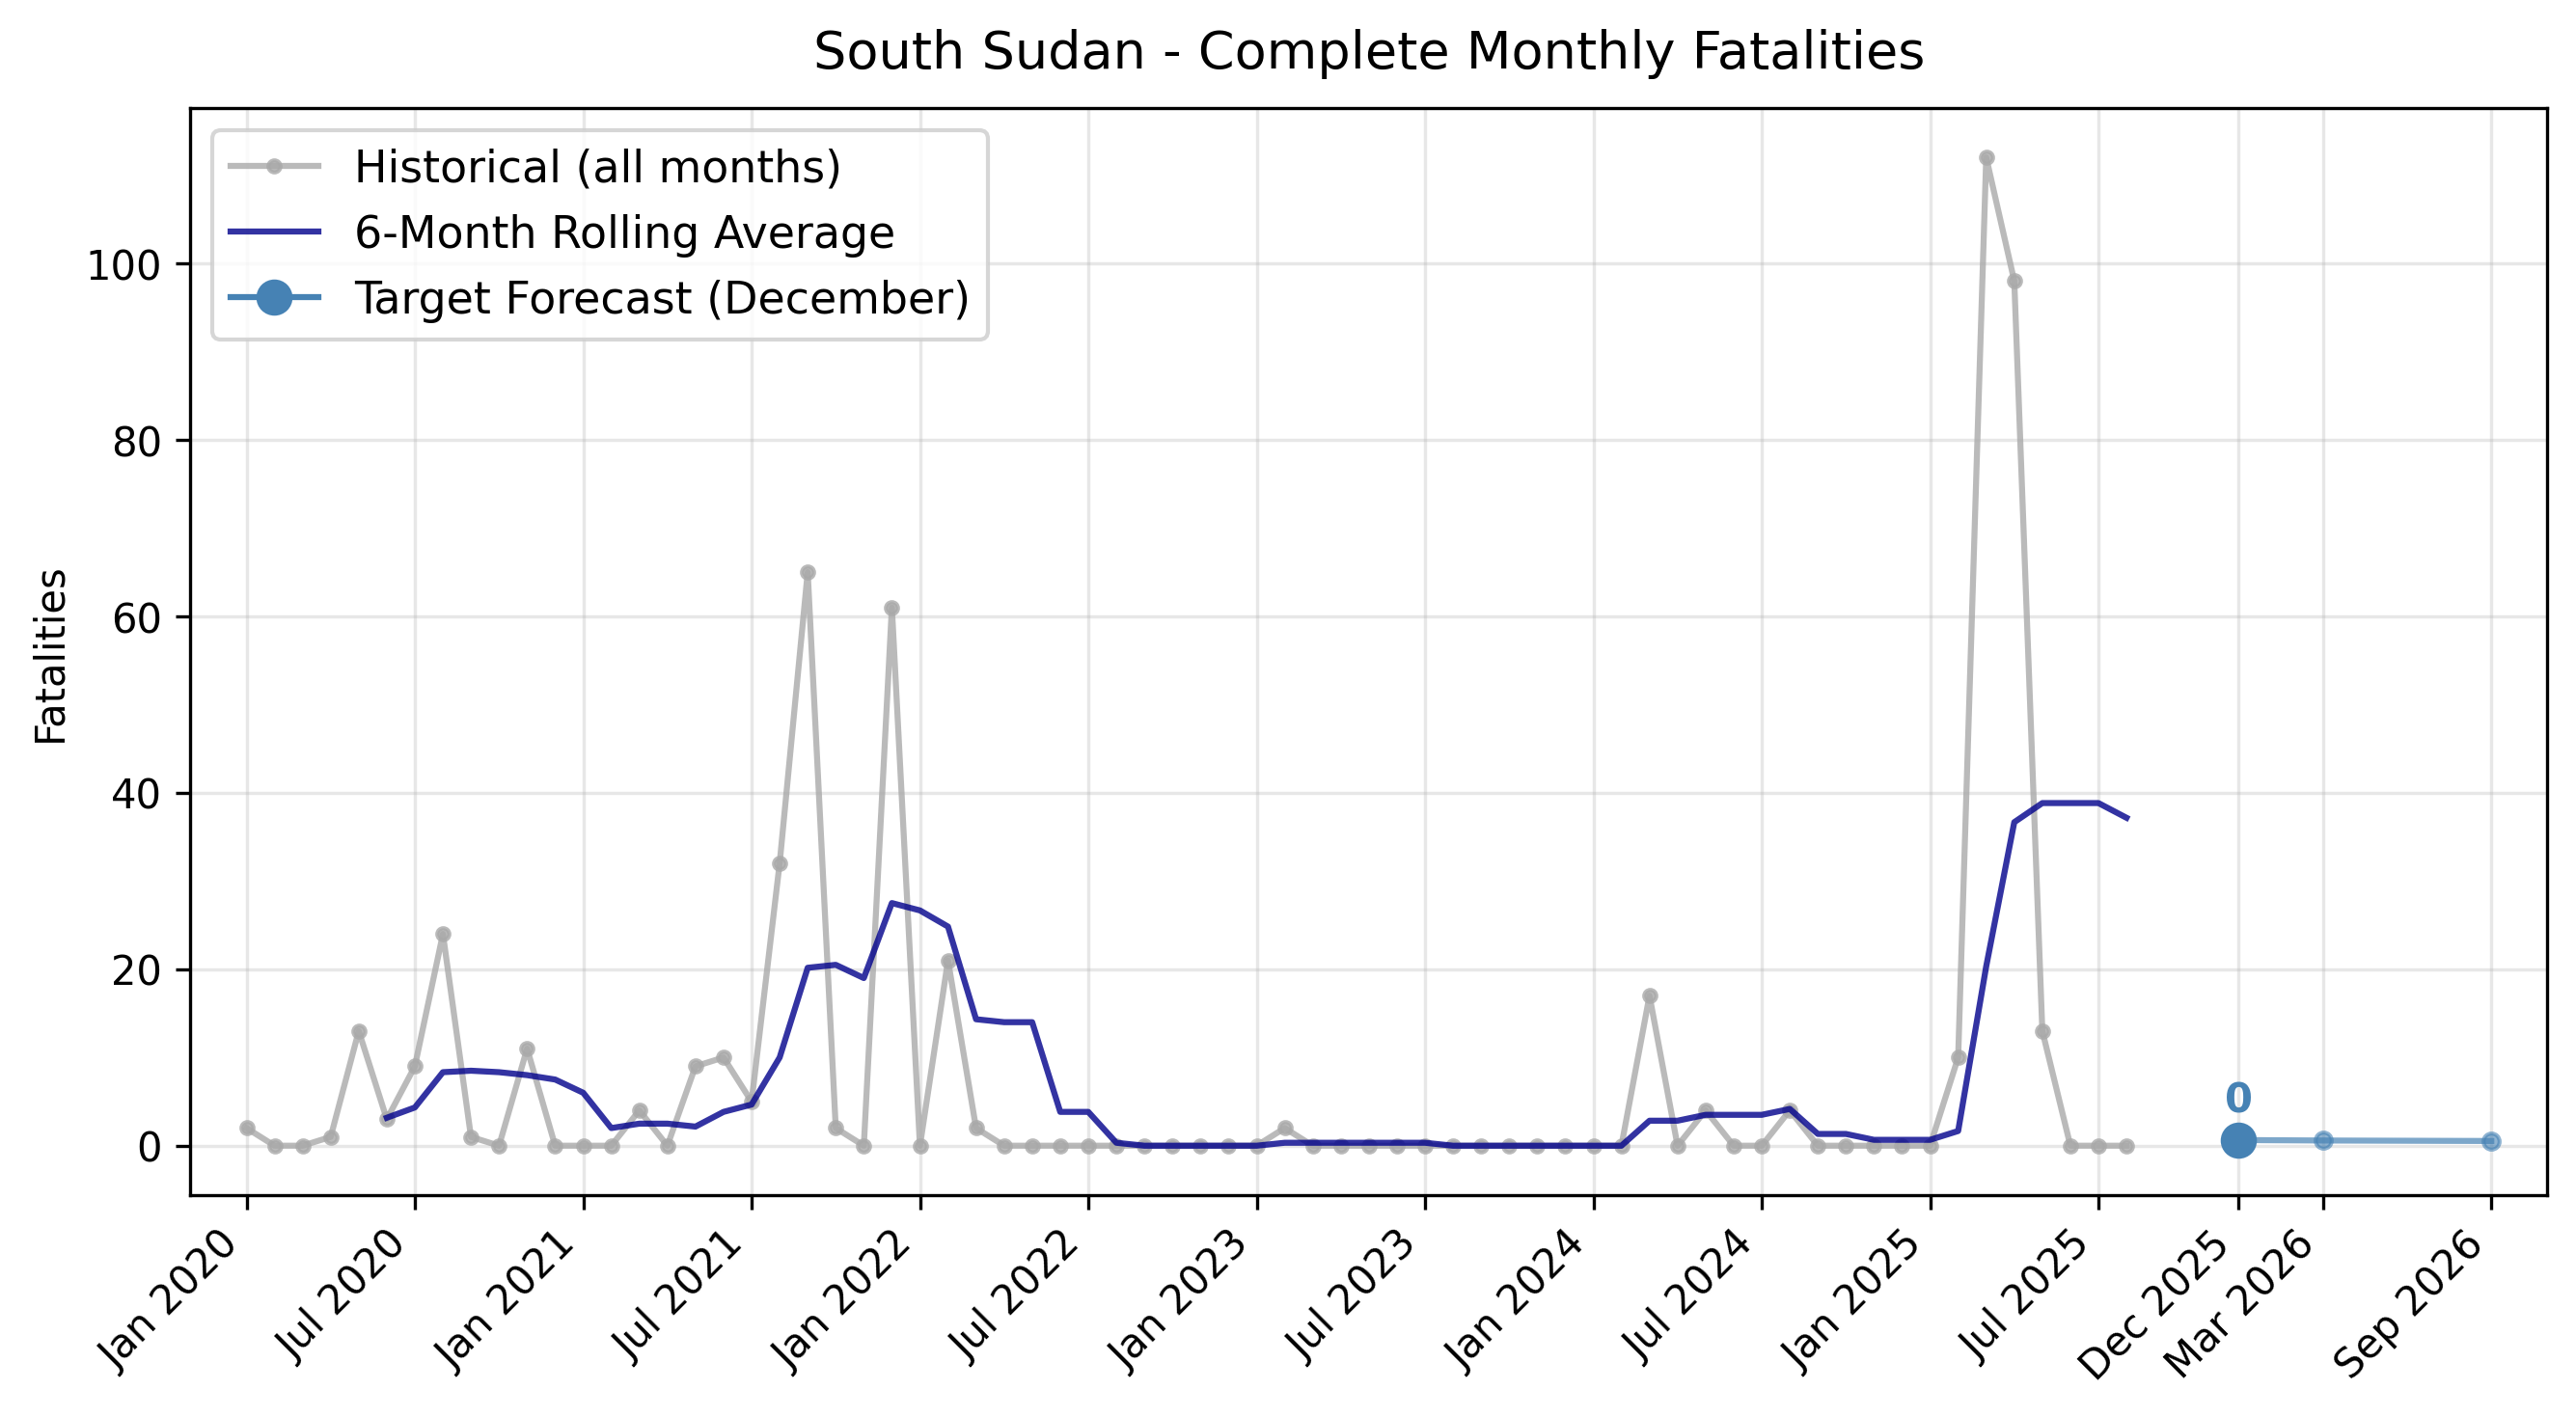 South Sudan - Complete Monthly Fatalities
Historical (all months)
6-Month Rolling Average
Target Forecast (December)
Fatalities
100
80
60
40
20
0
0
Jan 2020
Jul 2020
Jan 2021
Jul 2021
Jan 2022
Jul 2022
Jan 2023
Jul 2023
Jan 2024
Jul 2024
Jan 2025
Jul 2025
Dec 2025
Mar 2026
Sep 2026